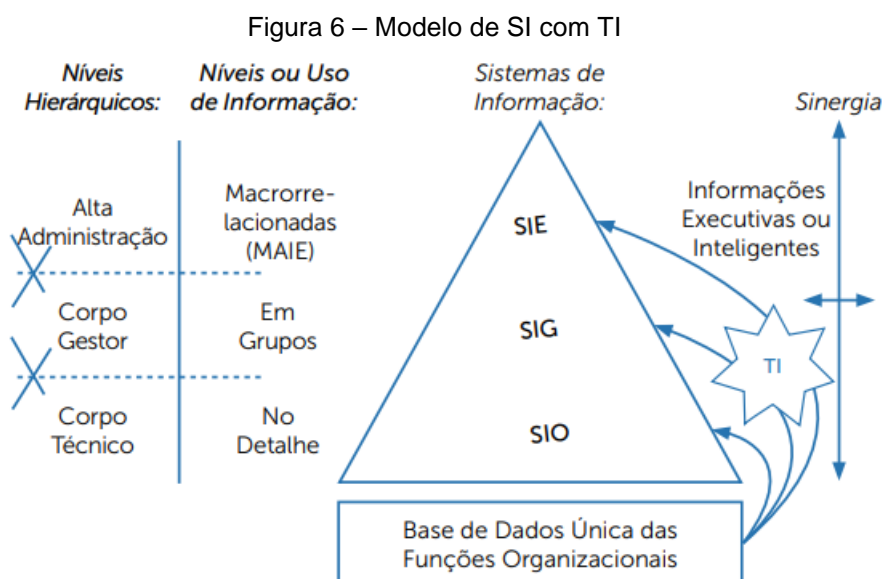 Figura 6 – Modelo de SI com TI
Níveis
Hierárquicos:
Níveis ou Uso
de Informação:
Sistemas de
Informação:
Sinergia
Alta
Administração
Macrorre-
lacionadas
(MAIE)
SIE
Informações
Executivas ou
Inteligentes
Corpo
Gestor
Em
Grupos
SIG
TI
Corpo
Técnico
No
Detalhe
SIO
Base de Dados Única das
Funções Organizacionais